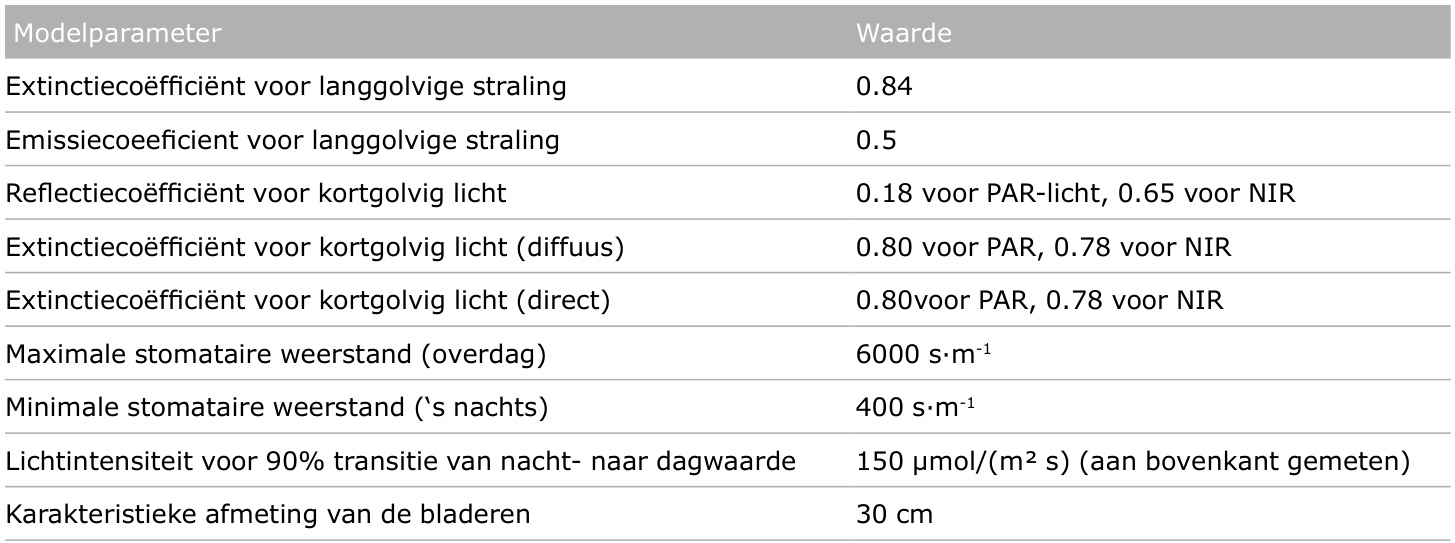 Modelparameter Waarde
Extinctiecoëfficiënt voor langgolvige straling 0.84
Emissiecoeeficient voor langgolvige straling 0.5
Reflectiecoëfficiënt voor kortgolvig licht 0.18 voor PAR-licht, 0.65 voor NIR
Extinctiecoëfficiënt voor kortgolvig licht (diffuus) 0.80 voor PAR, 0.78 voor NIR
Extinctiecoëfficiënt voor kortgolvig licht (direct) 0.80voor PAR, 0.78 voor NIR
Maximale stomataire weerstand (overdag) 6000 s·m⁻¹
Minimale stomataire weerstand (‘s nachts) 400 s·m⁻¹
Lichtintensiteit voor 90% transitie van nacht- naar dagwaarde 150 µmol/(m² s) (aan bovenkant gemeten)
Karakteristieke afmeting van de bladeren 30 cm